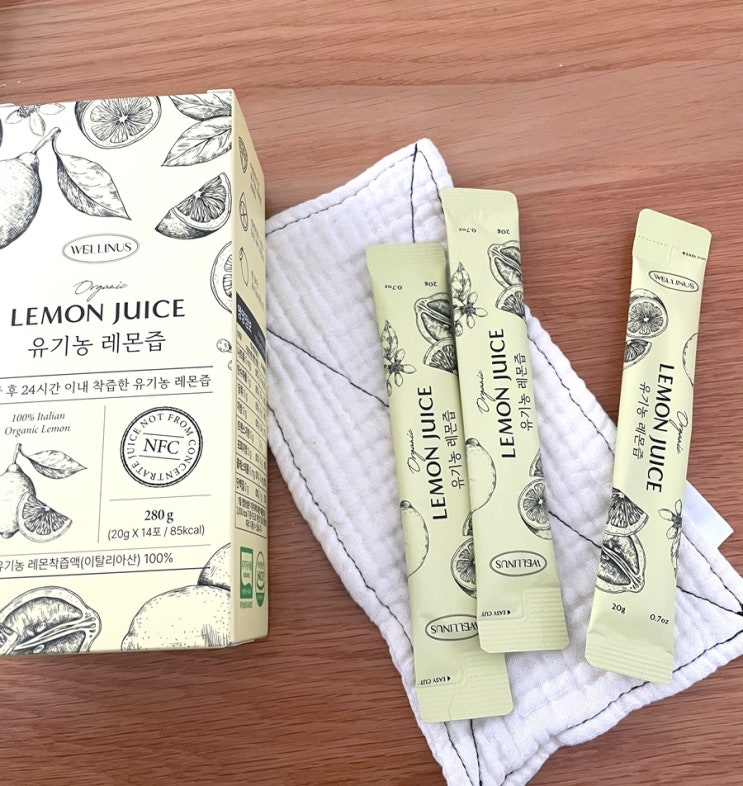 WELLINUS
Organic
LEMON JUICE
유기농 레몬즙
후 24시간 이내 착즙한 유기농 레몬즙
100% Italian
Organic Lemon
NOT FROM CONCENTRATE JUICE
NFC
280 g
(20g X 14포 / 85kcal)
유기농 레몬착즙액(이탈리아산) 100%
20g
0.7oz
Organic
LEMON JUICE
유기농 레몬즙
WELLINUS
EASY CUT
20g
0.7oz
Organic
LEMON JUICE
유기농 레몬즙
WELLINUS
EASY CUT
EASY CUT
WELLINUS
Organic
LEMON JUICE
유기농 레몬즙
20g
0.7oz